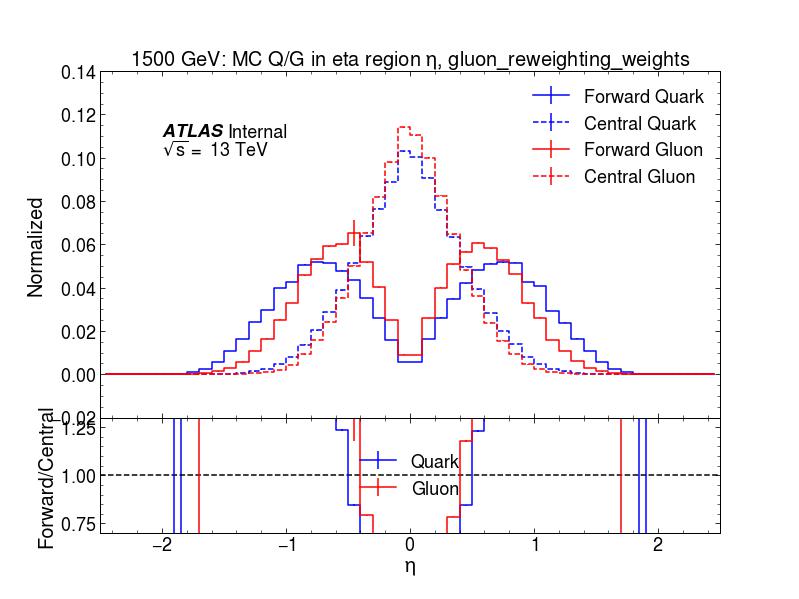 1500 GeV: MC Q/G in eta region η, gluon_reweighting_weights
0.14
0.12
0.10
0.08
0.06
0.04
0.02
0.00
−0.02
Normalized
ATLAS Internal
√s = 13 TeV
Forward Quark
Central Quark
Forward Gluon
Central Gluon
1.25
1.00
0.75
Forward/Central
Quark
Gluon
−2
−1
0
1
2
η